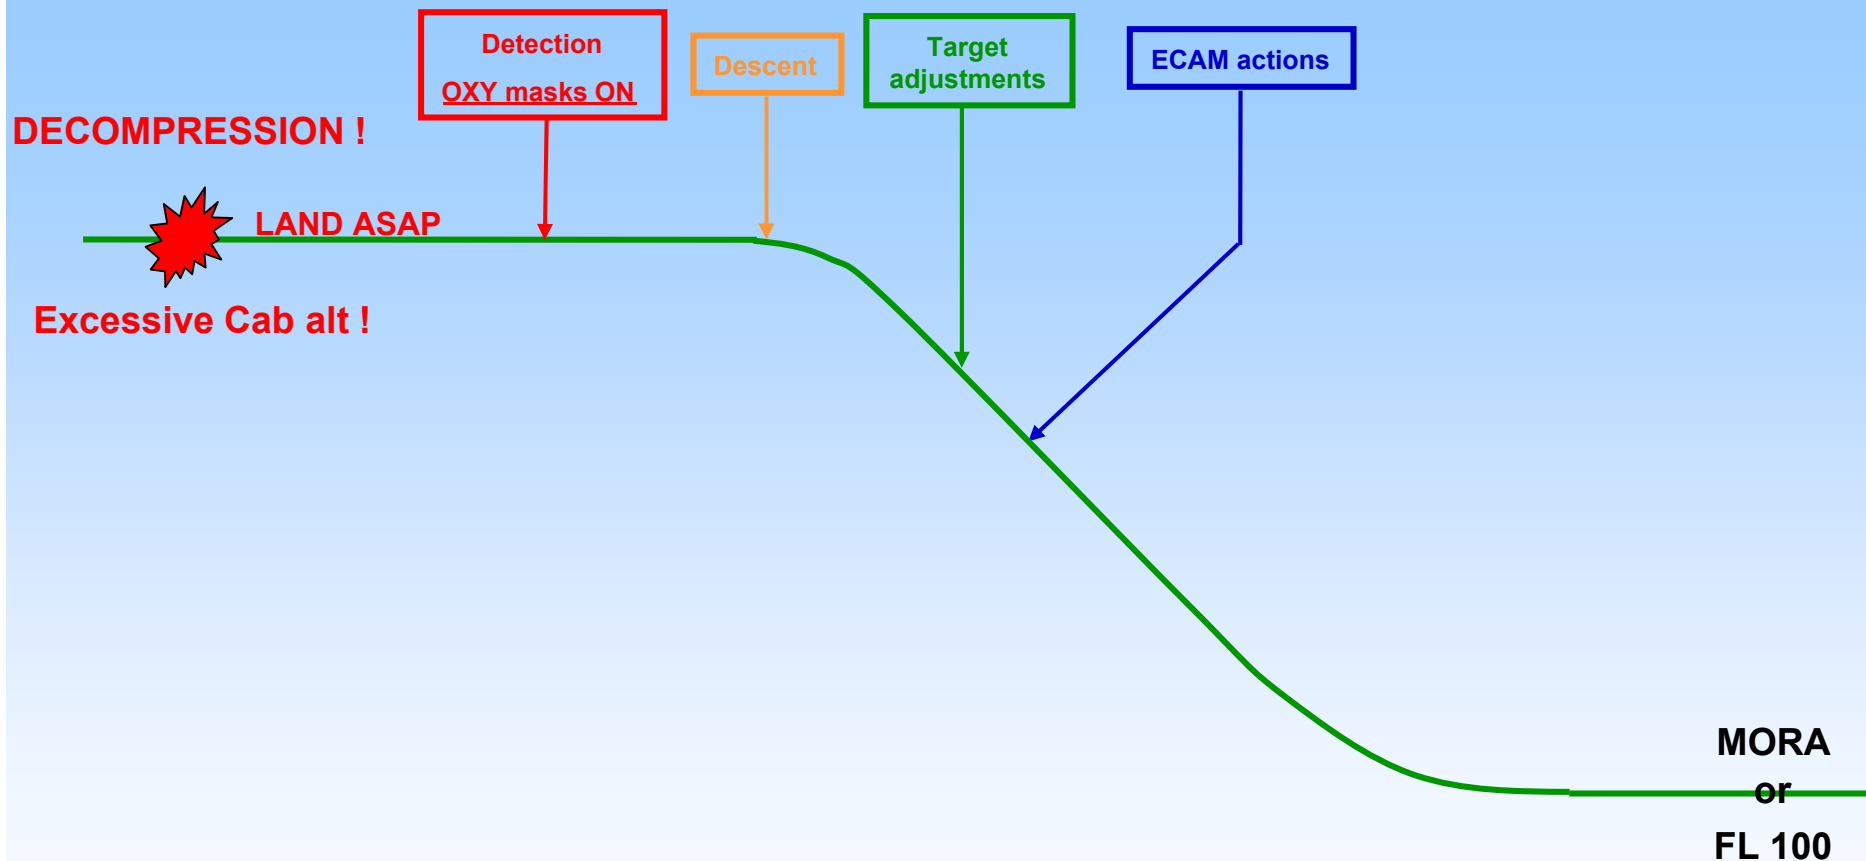 Detection
OXY masks ON
Descent
Target
adjustments
ECAM actions
DECOMPRESSION !
LAND ASAP
Excessive Cab alt !
MORA
or
FL 100